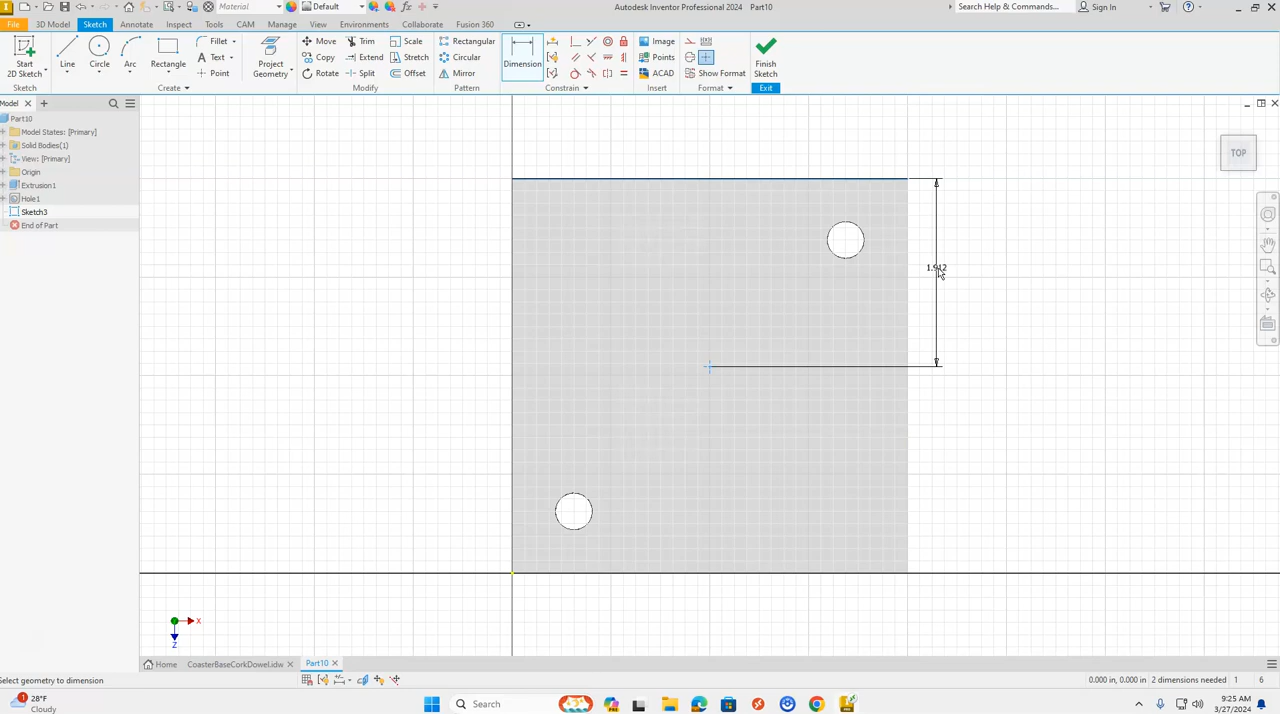 Material
Default
Autodesk Inventor Professional 2024 Part10
Search Help & Commands...
Sign In
File
3D Model
Sketch
Annotate
Inspect
Tools
CAM
Manage
View
Environments
Collaborate
Fusion 360
Start
2D Sketch
Line
Circle
Arc
Rectangle
Fillet
Text
Point
Project
Geometry
Move
Copy
Rotate
Trim
Extend
Split
Scale
Stretch
Offset
Rectangular
Circular
Mirror
Dimension
Image
Points
ACAD
Show Format
Finish
Sketch
Sketch
Create
Modify
Pattern
Constrain
Insert
Format
Exit
Model
Part10
Model States: [Primary]
Solid Bodies(1)
View: [Primary]
Origin
Extrusion1
Hole1
Sketch3
End of Part
TOP
X
Z
Home
CoasterBaseCorkDowel.idw
Part10
Select geometry to dimension
0.000 in, 0.000 in
2 dimensions needed
1
6
1
28°F
Cloudy
Search
9:25 AM
3/27/2024